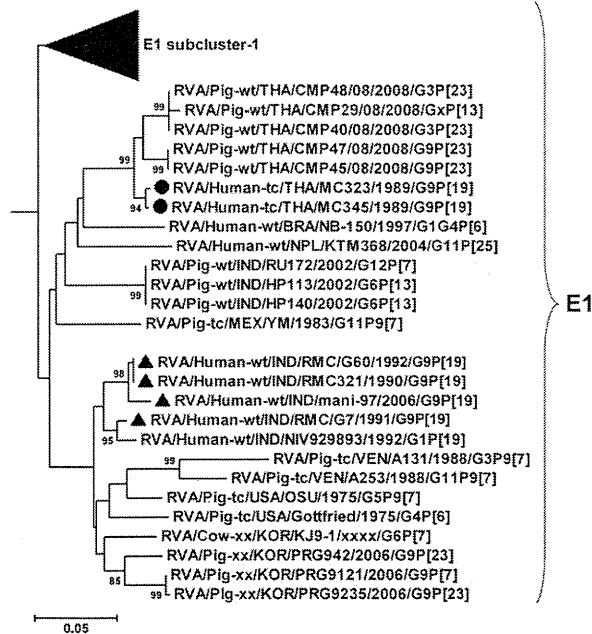 E1 subcluster-1
RVA/Pig-wt/THA/CMP48/08/2008/G3P[23]
99
RVA/Pig-wt/THA/CMP29/08/2008/GxP[13]
RVA/Pig-wt/THA/CMP40/08/2008/G3P[23]
RVA/Pig-wt/THA/CMP47/08/2008/G9P[23]
99
99
RVA/Pig-wt/THA/CMP45/08/2008/G9P[23]
RVA/Human-tc/THA/MC323/1989/G9P[19]
94
RVA/Human-tc/THA/MC345/1989/G9P[19]
RVA/Human-wt/BRA/NB-150/1997/G1G4P[6]
RVA/Human-wt/NPL/KTM368/2004/G11P[25]
RVA/Pig-wt/IND/RU172/2002/G12P[7]
RVA/Pig-wt/IND/HP113/2002/G6P[13]
99
RVA/Pig-wt/IND/HP140/2002/G6P[13]
E1
RVA/Pig-tc/MEX/YM/1983/G11P9[7]
RVA/Human-wt/IND/RMC/G60/1992/G9P[19]
98
RVA/Human-wt/IND/RMC321/1990/G9P[19]
RVA/Human-wt/IND/mani-97/2006/G9P[19]
RVA/Human-wt/IND/RMC/G7/1991/G9P[19]
95
RVA/Human-wt/IND/NIV929893/1992/G1P[19]
99
RVA/Pig-tc/VEN/A131/1988/G3P9[7]
RVA/Pig-tc/VEN/A253/1988/G11P9[7]
RVA/Pig-tc/USA/OSU/1975/G5P9[7]
RVA/Pig-tc/USA/Gottfried/1975/G4P[6]
RVA/Cow-xx/KOR/KJ9-1/xxxx/G6P[7]
RVA/Pig-xx/KOR/PRG942/2006/G9P[23]
85
RVA/Pig-xx/KOR/PRG9121/2006/G9P[7]
99
RVA/Pig-xx/KOR/PRG9235/2006/G9P[23]
0.05